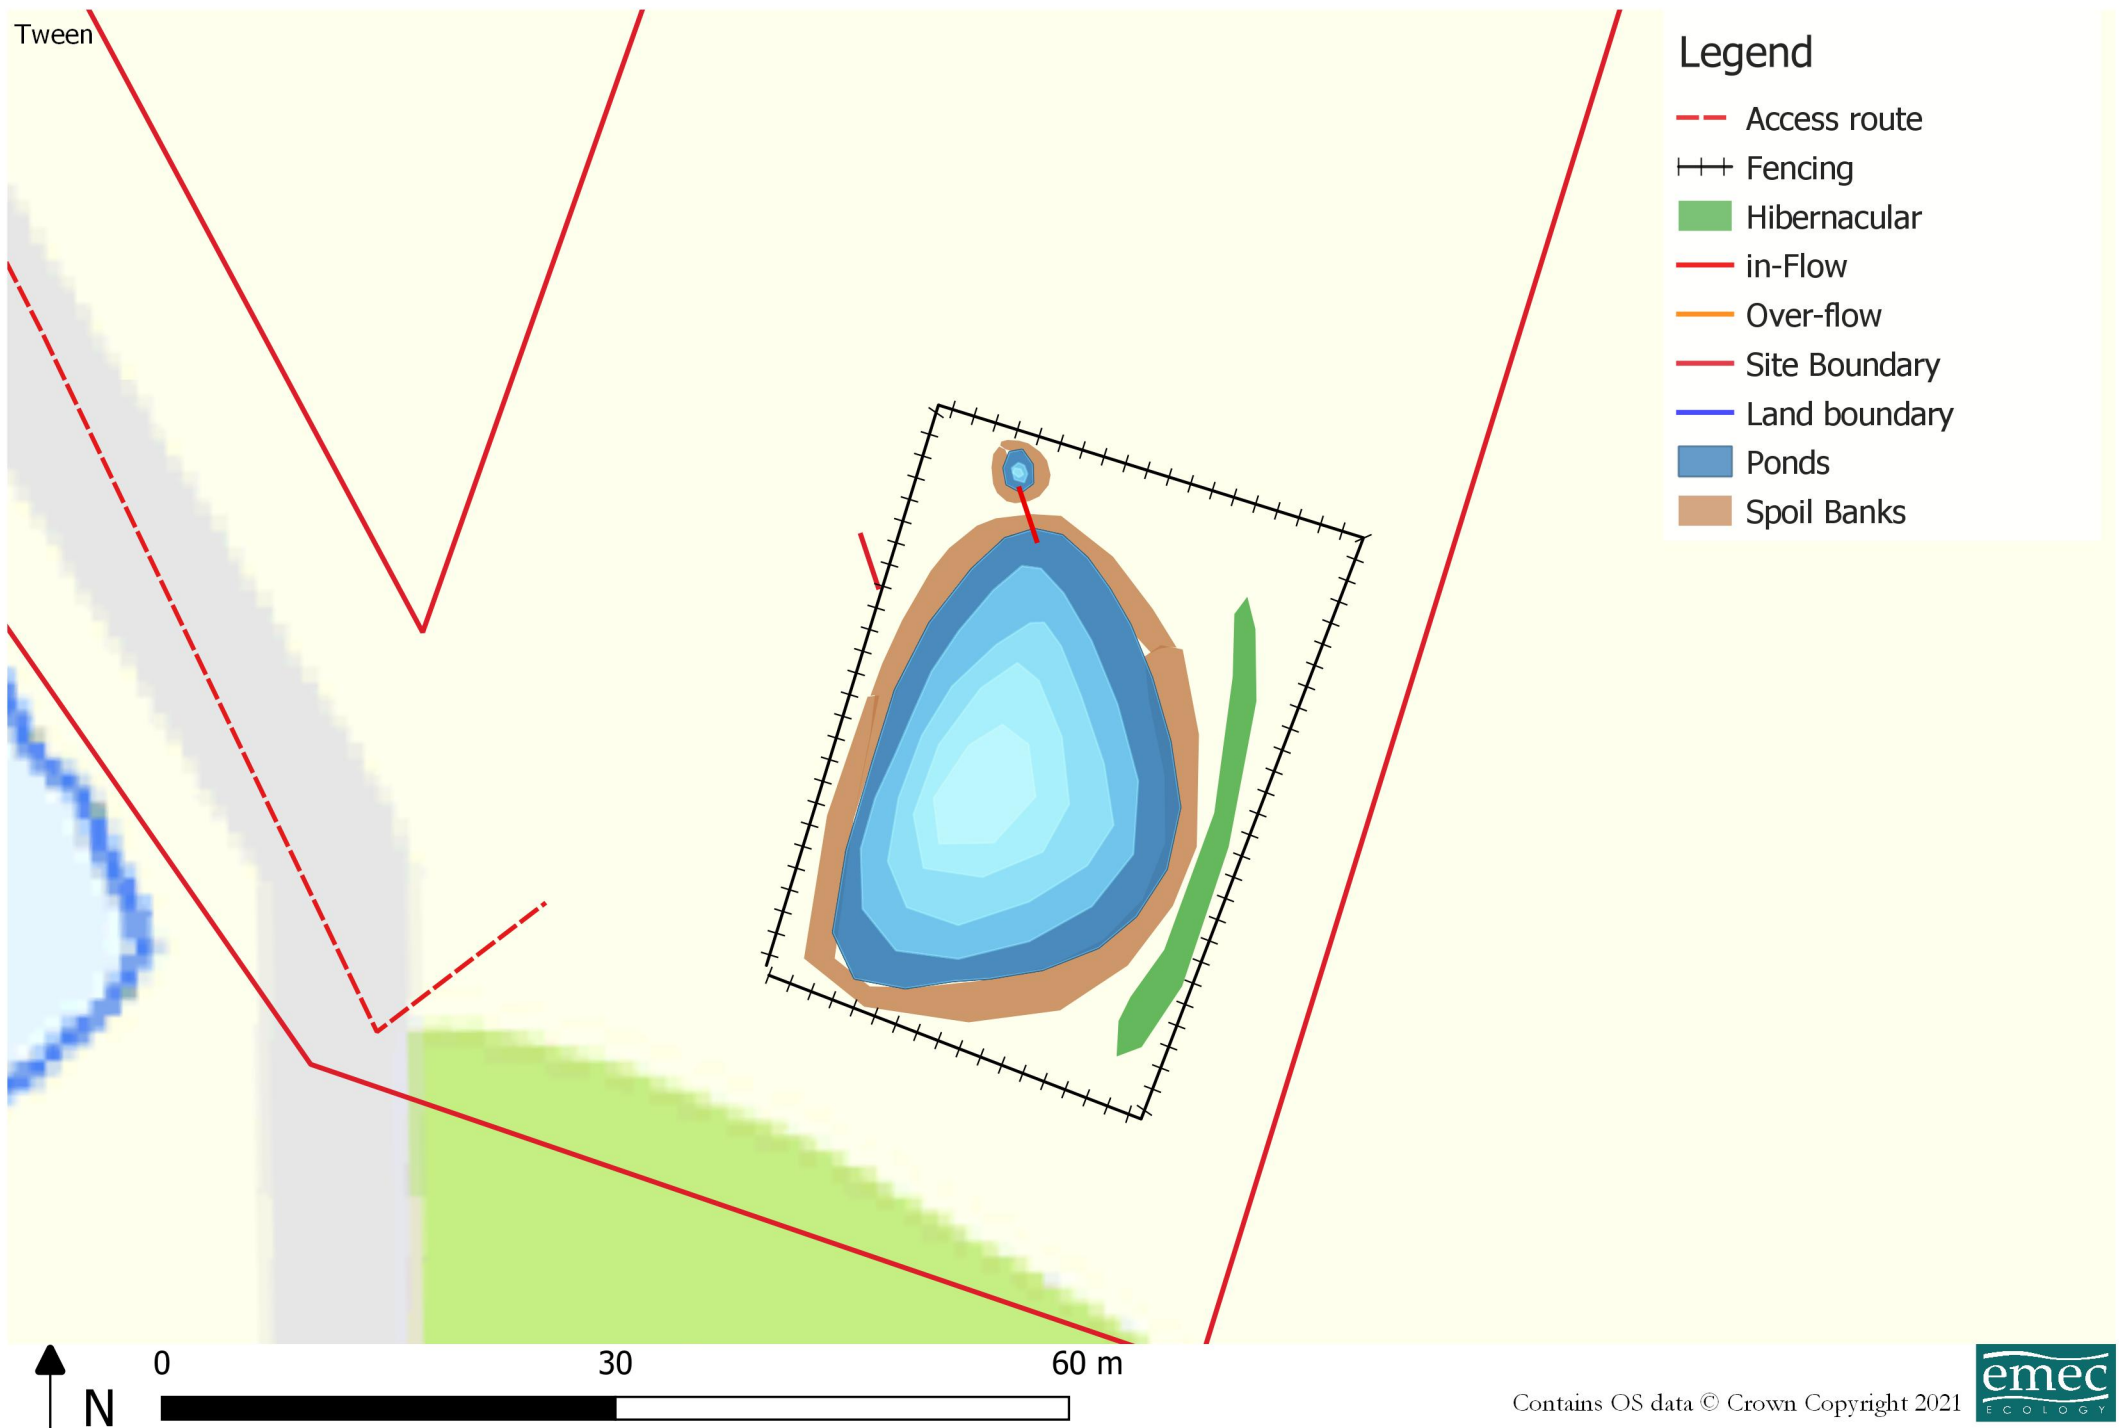 Tween
Legend
Access route
Fencing
Hibernacular
in-Flow
Over-flow
Site Boundary
Land boundary
Ponds
Spoil Banks
0 30 60 m
N
Contains OS data © Crown Copyright 2021
emec
ECOLOGY